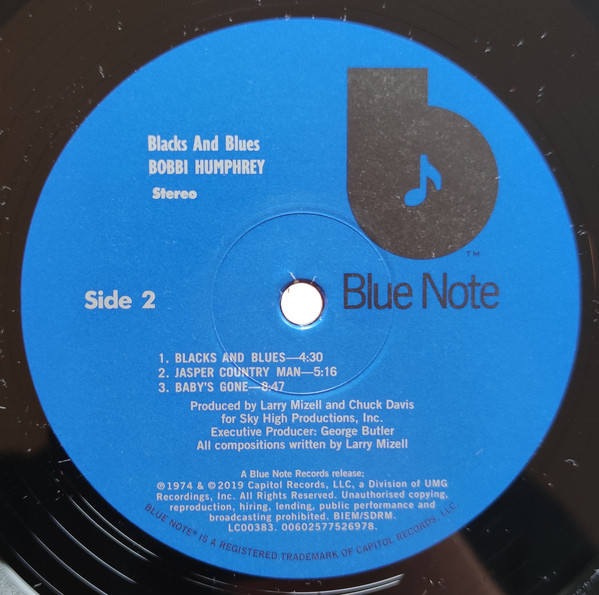 Blacks And Blues
BOBBI HUMPHREY
Stereo
b
TM
Blue Note
Side 2
1. BLACKS AND BLUES—4:30
2. JASPER COUNTRY MAN—5:16
3. BABY'S GONE—8:47
Produced by Larry Mizell and Chuck Davis
for Sky High Productions, Inc.
Executive Producer: George Butler
All compositions written by Larry Mizell
A Blue Note Records release;
℗1974 & ©2019 Capitol Records, LLC, a Division of UMG
Recordings, Inc. All Rights Reserved. Unauthorised copying,
reproduction, hiring, lending, public performance and
broadcasting prohibited. BIEM/SDRM.
LC00383. 00602577526978.
BLUE NOTE® IS A REGISTERED TRADEMARK OF CAPITOL RECORDS, LLC.